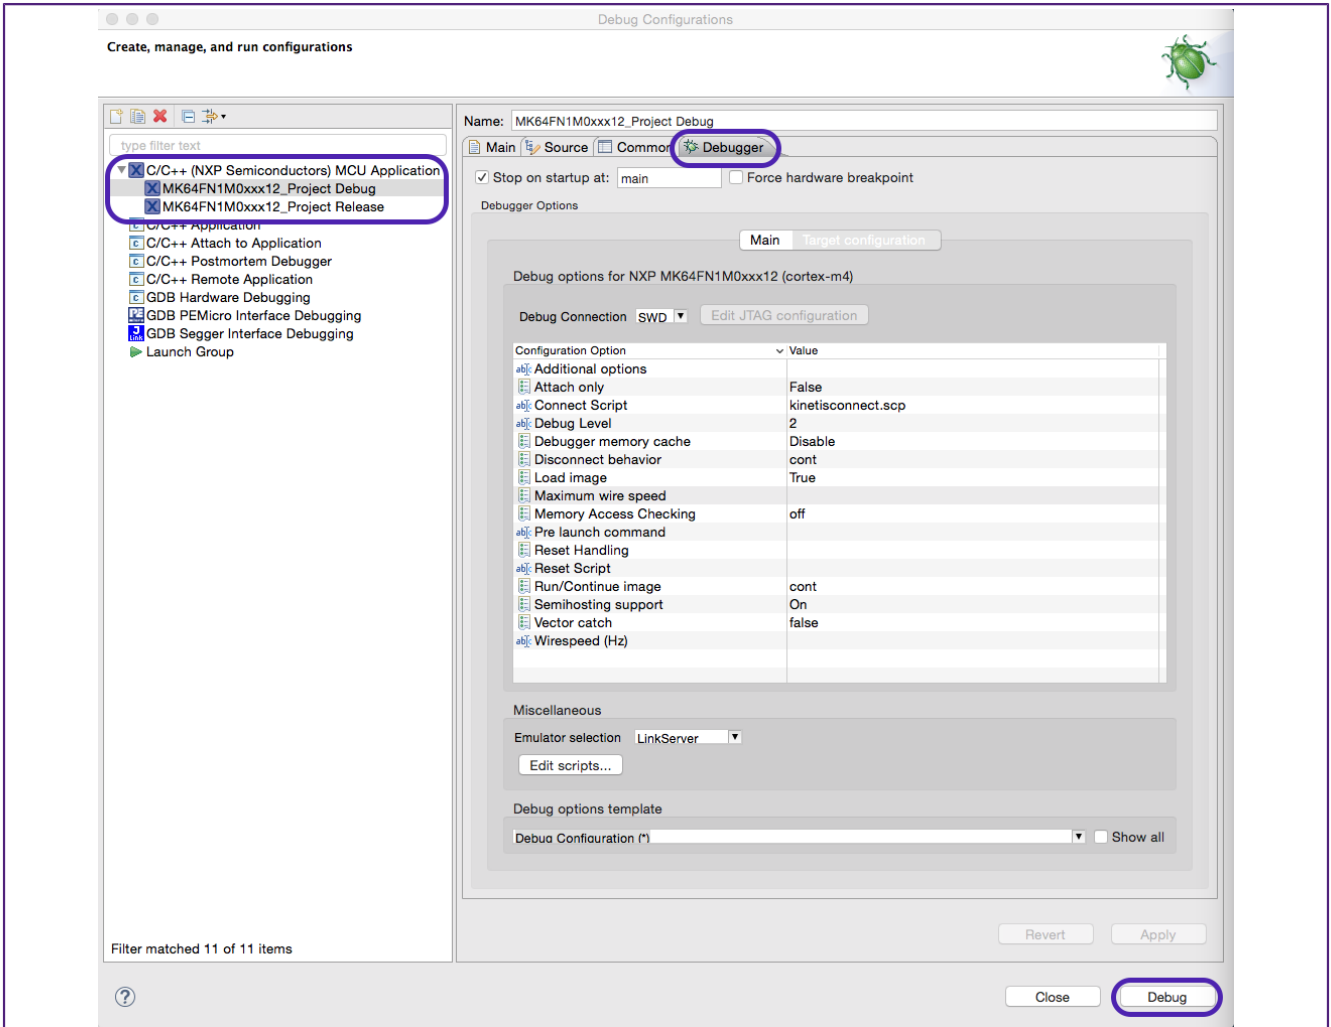 Debug Configurations
Create, manage, and run configurations
type filter text
C/C++ (NXP Semiconductors) MCU Application
MK64FN1M0xxx12_Project Debug
MK64FN1M0xxx12_Project Release
C/C++ Application
C/C++ Attach to Application
C/C++ Postmortem Debugger
C/C++ Remote Application
GDB Hardware Debugging
GDB PEMicro Interface Debugging
GDB Segger Interface Debugging
Launch Group
Filter matched 11 of 11 items
Name: MK64FN1M0xxx12_Project Debug
Main Source Common Debugger
Stop on startup at: main Force hardware breakpoint
Debugger Options
Main Target configuration
Debug options for NXP MK64FN1M0xxx12 (cortex-m4)
Debug Connection SWD Edit JTAG configuration
Configuration Option Value
Additional options
Attach only False
Connect Script kinetisconnect.scp
Debug Level 2
Debugger memory cache Disable
Disconnect behavior cont
Load image True
Maximum wire speed
Memory Access Checking off
Pre launch command
Reset Handling
Reset Script
Run/Continue image cont
Semihosting support On
Vector catch false
Wirespeed (Hz)
Miscellaneous
Emulator selection LinkServer
Edit scripts...
Debug options template
Debug Configuration (*) Show all
Revert Apply
Close Debug